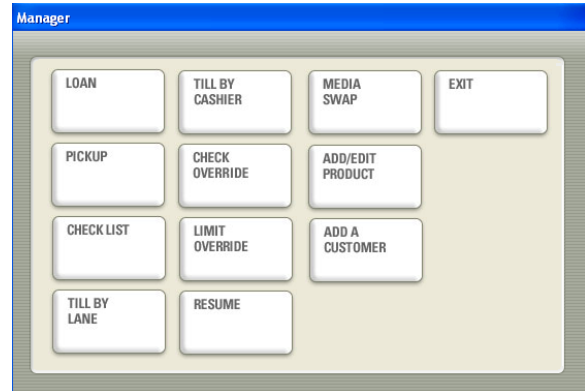 Manager
LOAN
TILL BY
CASHIER
MEDIA
SWAP
EXIT
PICKUP
CHECK
OVERRIDE
ADD/EDIT
PRODUCT
CHECK LIST
LIMIT
OVERRIDE
ADD A
CUSTOMER
TILL BY
LANE
RESUME